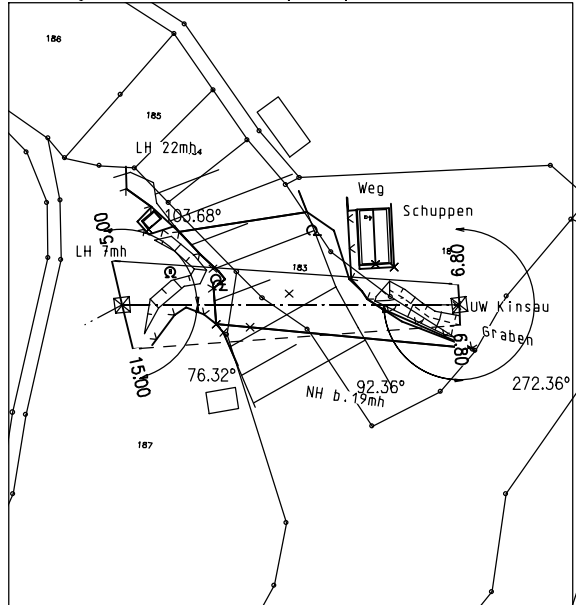 186
185
LH 22mh
Weg
103.68°
Schuppen
5.00
LH 7mh
183
18
6.80
UW Kinsau
Graben
15.00
6.80
76.32°
92.36°
272.36°
NH b.19mh
187